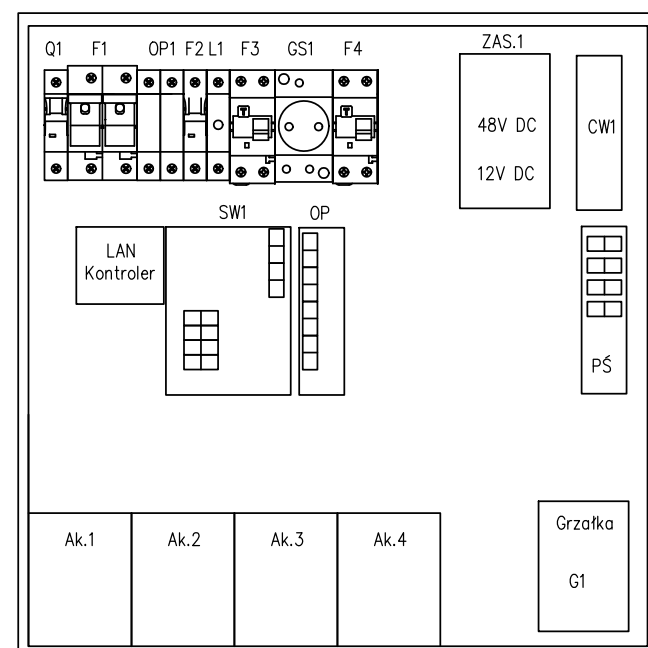 Q1 F1 OP1 F2 L1 F3 GS1 F4
ZAS.1
48V DC
12V DC
CW1
SW1
OP
LAN
Kontroler
PŚ
Ak.1
Ak.2
Ak.3
Ak.4
Grzałka
G1